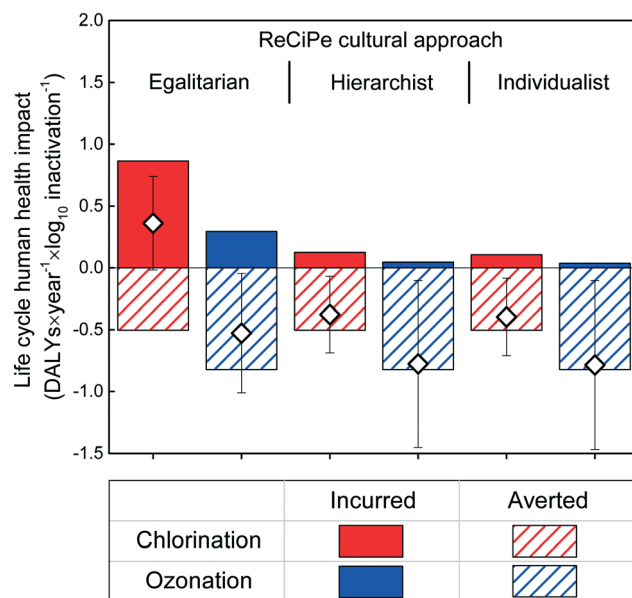 Life cycle human health impact
(DALYs×year⁻¹×log₁₀ inactivation⁻¹)
2.0
1.5
1.0
0.5
0.0
-0.5
-1.0
-1.5
ReCiPe cultural approach
Egalitarian | Hierarchist | Individualist
Incurred Averted
Chlorination
Ozonation